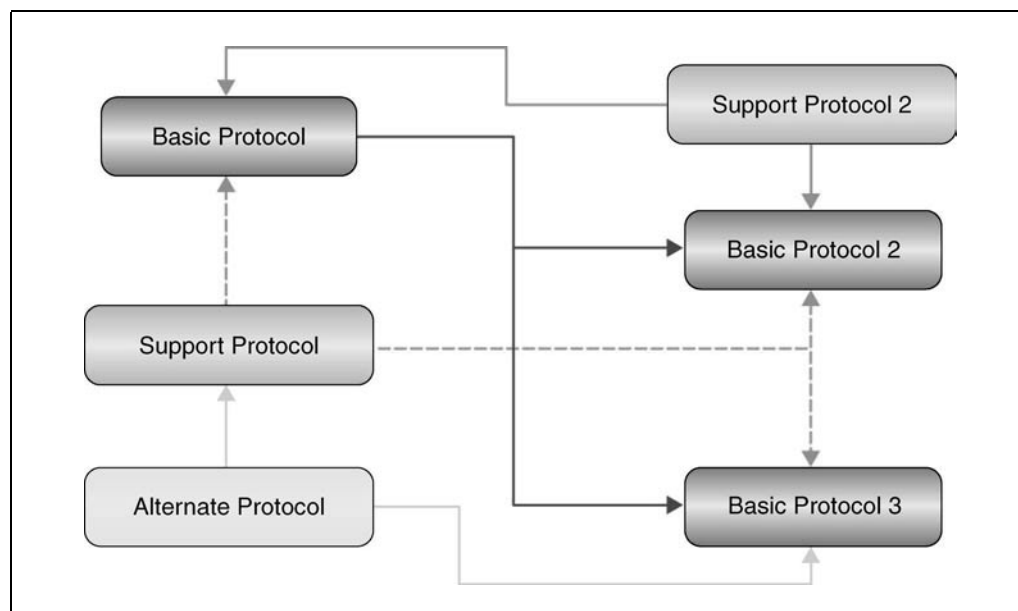 Support Protocol 2
Basic Protocol
Basic Protocol 2
Support Protocol
Alternate Protocol
Basic Protocol 3